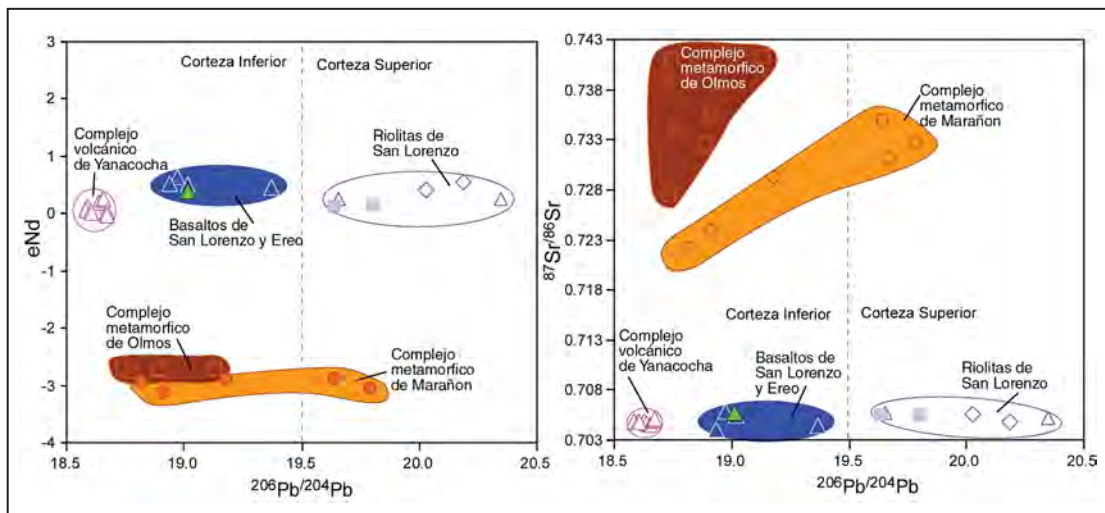 3
2
1
0
-1
-2
-3
-4
eNd
18.5
19.0
19.5
20.0
20.5
206Pb/204Pb
Corteza Inferior
Corteza Superior
Complejo
volcánico
de Yanacocha
Riolitas de
San Lorenzo
Basaltos de
San Lorenzo y Ereo
Complejo
metamorfico
de Olmos
Complejo
metamorfico
de Marañon
0.743
0.738
0.733
0.728
0.723
0.718
0.713
0.708
0.703
87Sr/86Sr
18.5
19.0
19.5
20.0
20.5
206Pb/204Pb
Complejo
metamorfico
de Olmos
Complejo
metamorfico
de Marañon
Corteza Inferior
Corteza Superior
Complejo
volcánico
de Yanacocha
Basaltos de
San Lorenzo
y Ereo
Riolitas de
San Lorenzo